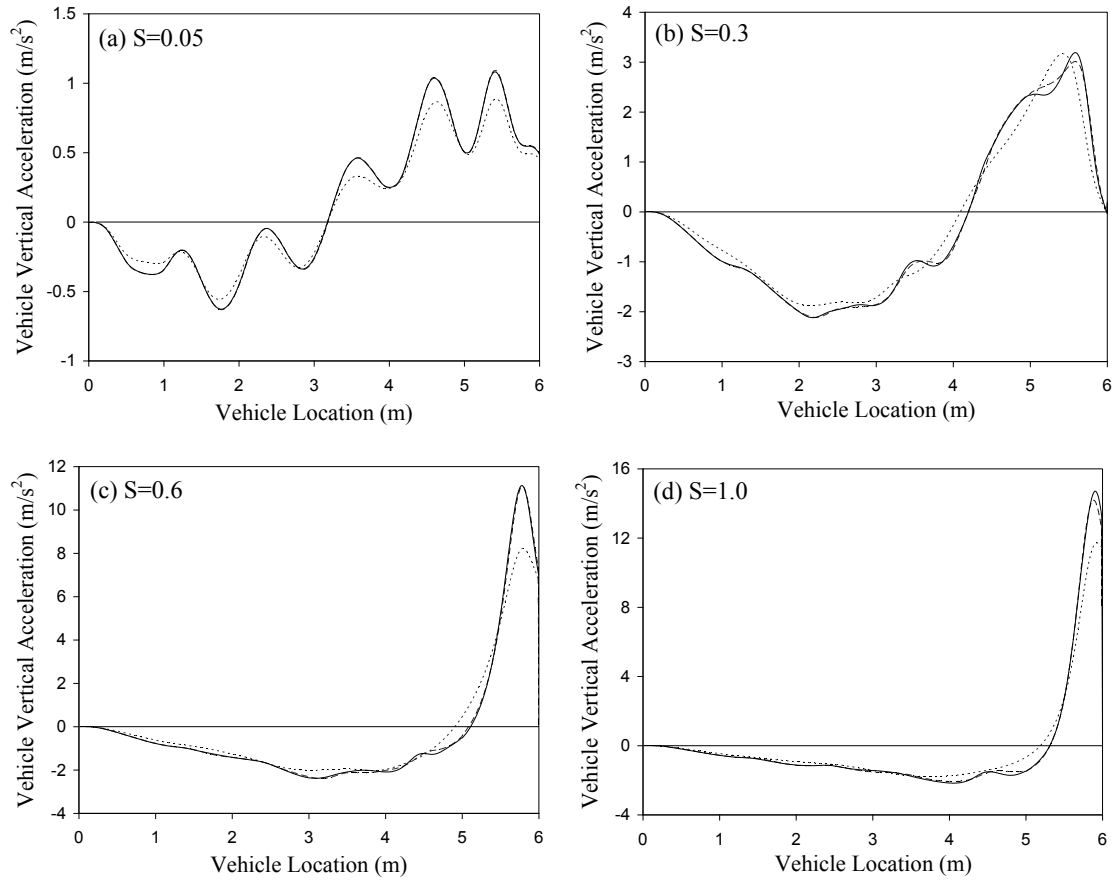 (a) S=0.05
Vehicle Vertical Acceleration (m/s²)
1.5
1
0.5
0
-0.5
-1
0 1 2 3 4 5 6
Vehicle Location (m)
(b) S=0.3
Vehicle Vertical Acceleration (m/s²)
4
3
2
1
0
-1
-2
-3
0 1 2 3 4 5 6
Vehicle Location (m)
(c) S=0.6
Vehicle Vertical Acceleration (m/s²)
12
10
8
6
4
2
0
-2
-4
0 1 2 3 4 5 6
Vehicle Location (m)
(d) S=1.0
Vehicle Vertical Acceleration (m/s²)
16
12
8
4
0
-4
0 1 2 3 4 5 6
Vehicle Location (m)